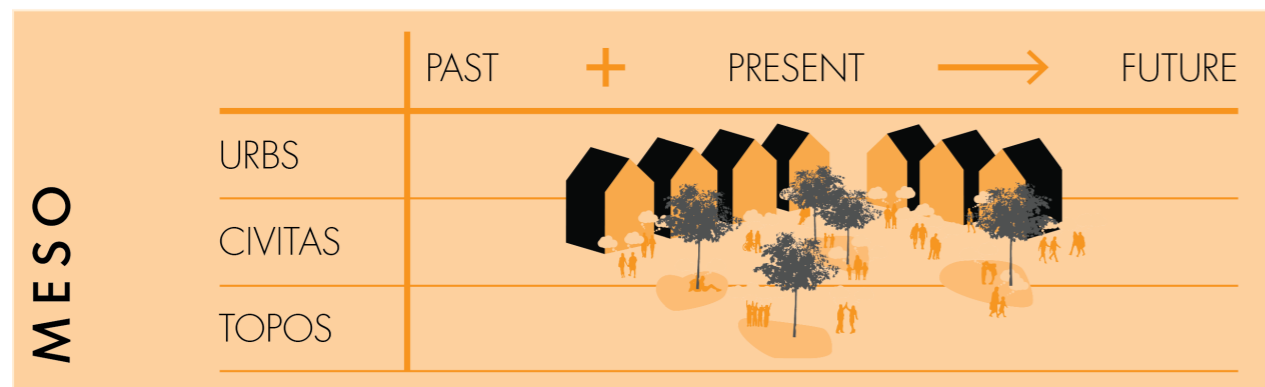 MESO
PAST + PRESENT → FUTURE
URBS
CIVITAS
TOPOS